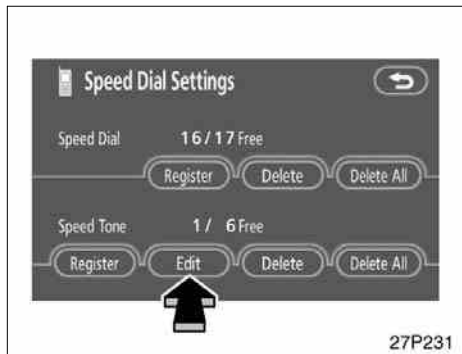 Speed Dial Settings
Speed Dial 16/17 Free
Register Delete Delete All
Speed Tone 1/ 6 Free
Register Edit Delete Delete All
27P231